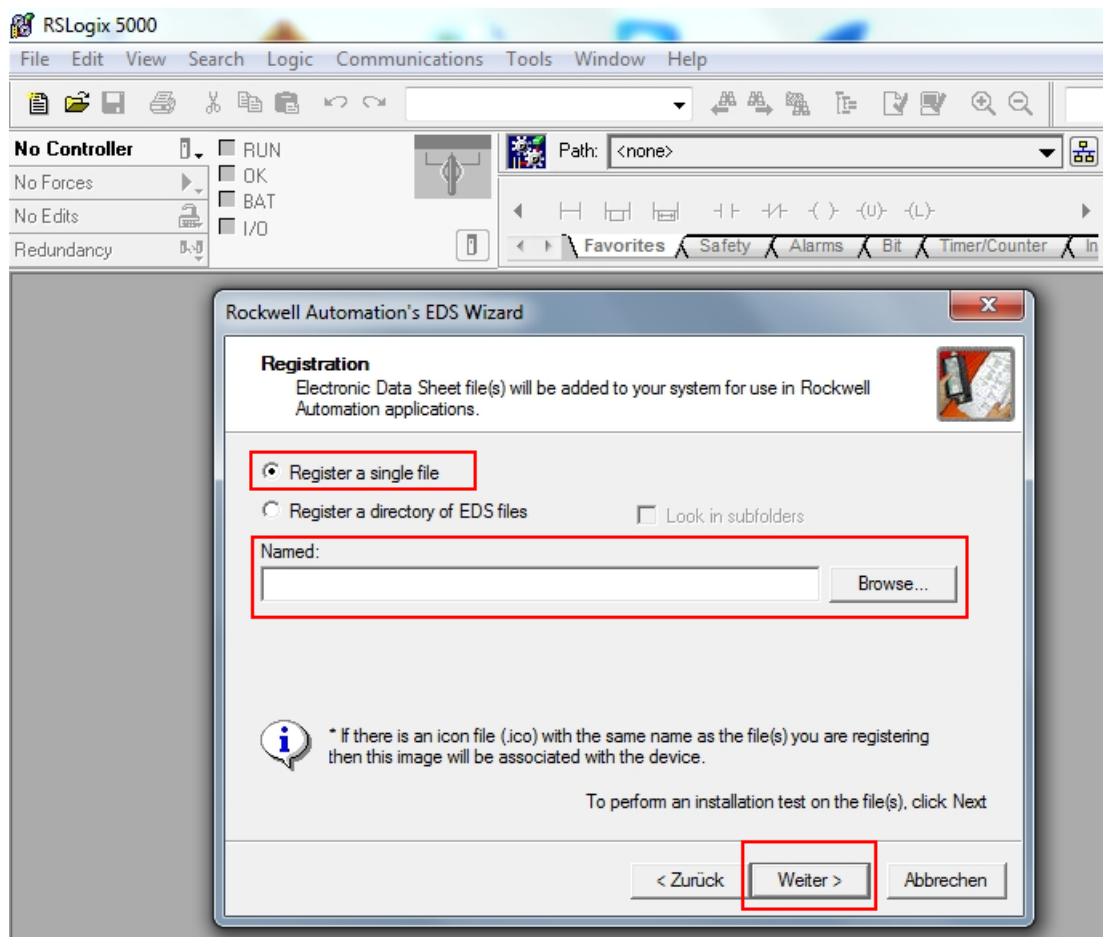 RSLogix 5000
File Edit View Search Logic Communications Tools Window Help
No Controller
RUN
Path: <none>
No Forces
OK
No Edits
BAT
I/O
Redundancy
Favorites Safety Alarms Bit Timer/Counter In
Rockwell Automation's EDS Wizard
X
Registration
Electronic Data Sheet file(s) will be added to your system for use in Rockwell
Automation applications.
Register a single file
Register a directory of EDS files
Look in subfolders
Named:
Browse...
* If there is an icon file (.ico) with the same name as the file(s) you are registering
then this image will be associated with the device.
To perform an installation test on the file(s), click Next
< Zurück Weiter > Abbrechen